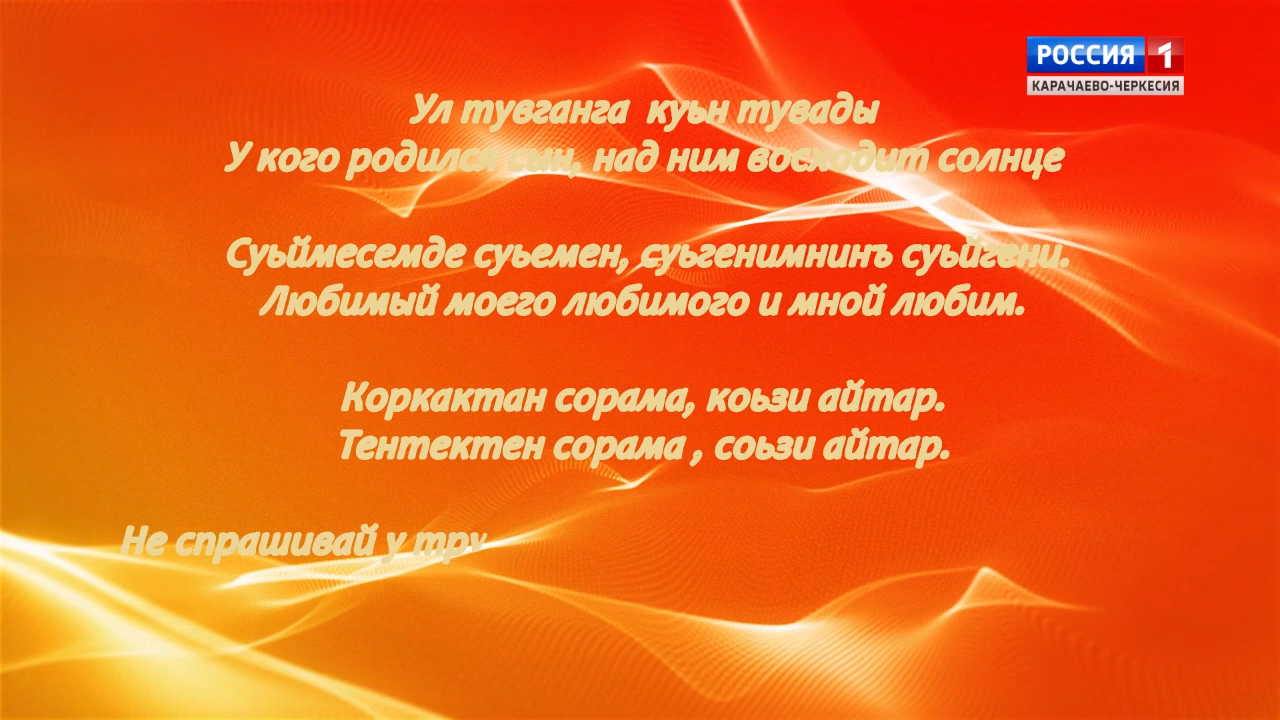 РОССИЯ 1
КАРАЧАЕВО-ЧЕРКЕСИЯ
Ул тувганга куьн тувады
У кого родился сын, над ним восходит солнце
Суьймесемде суьемен, суьгенимнинъ суьйгени.
Любимый моего любимого и мной любим.
Коркактан сорама, коьзи айтар.
Тентектен сорама , соьзи айтар.
Не спрашивай у тру